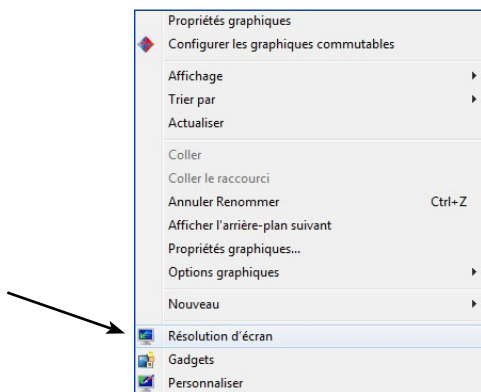 Propriétés graphiques
Configurer les graphiques commutables
Affichage
Trier par
Actualiser
Coller
Coller le raccourci
Annuler Renommer Ctrl+Z
Afficher l'arrière-plan suivant
Propriétés graphiques...
Options graphiques
Nouveau
Résolution d'écran
Gadgets
Personnaliser